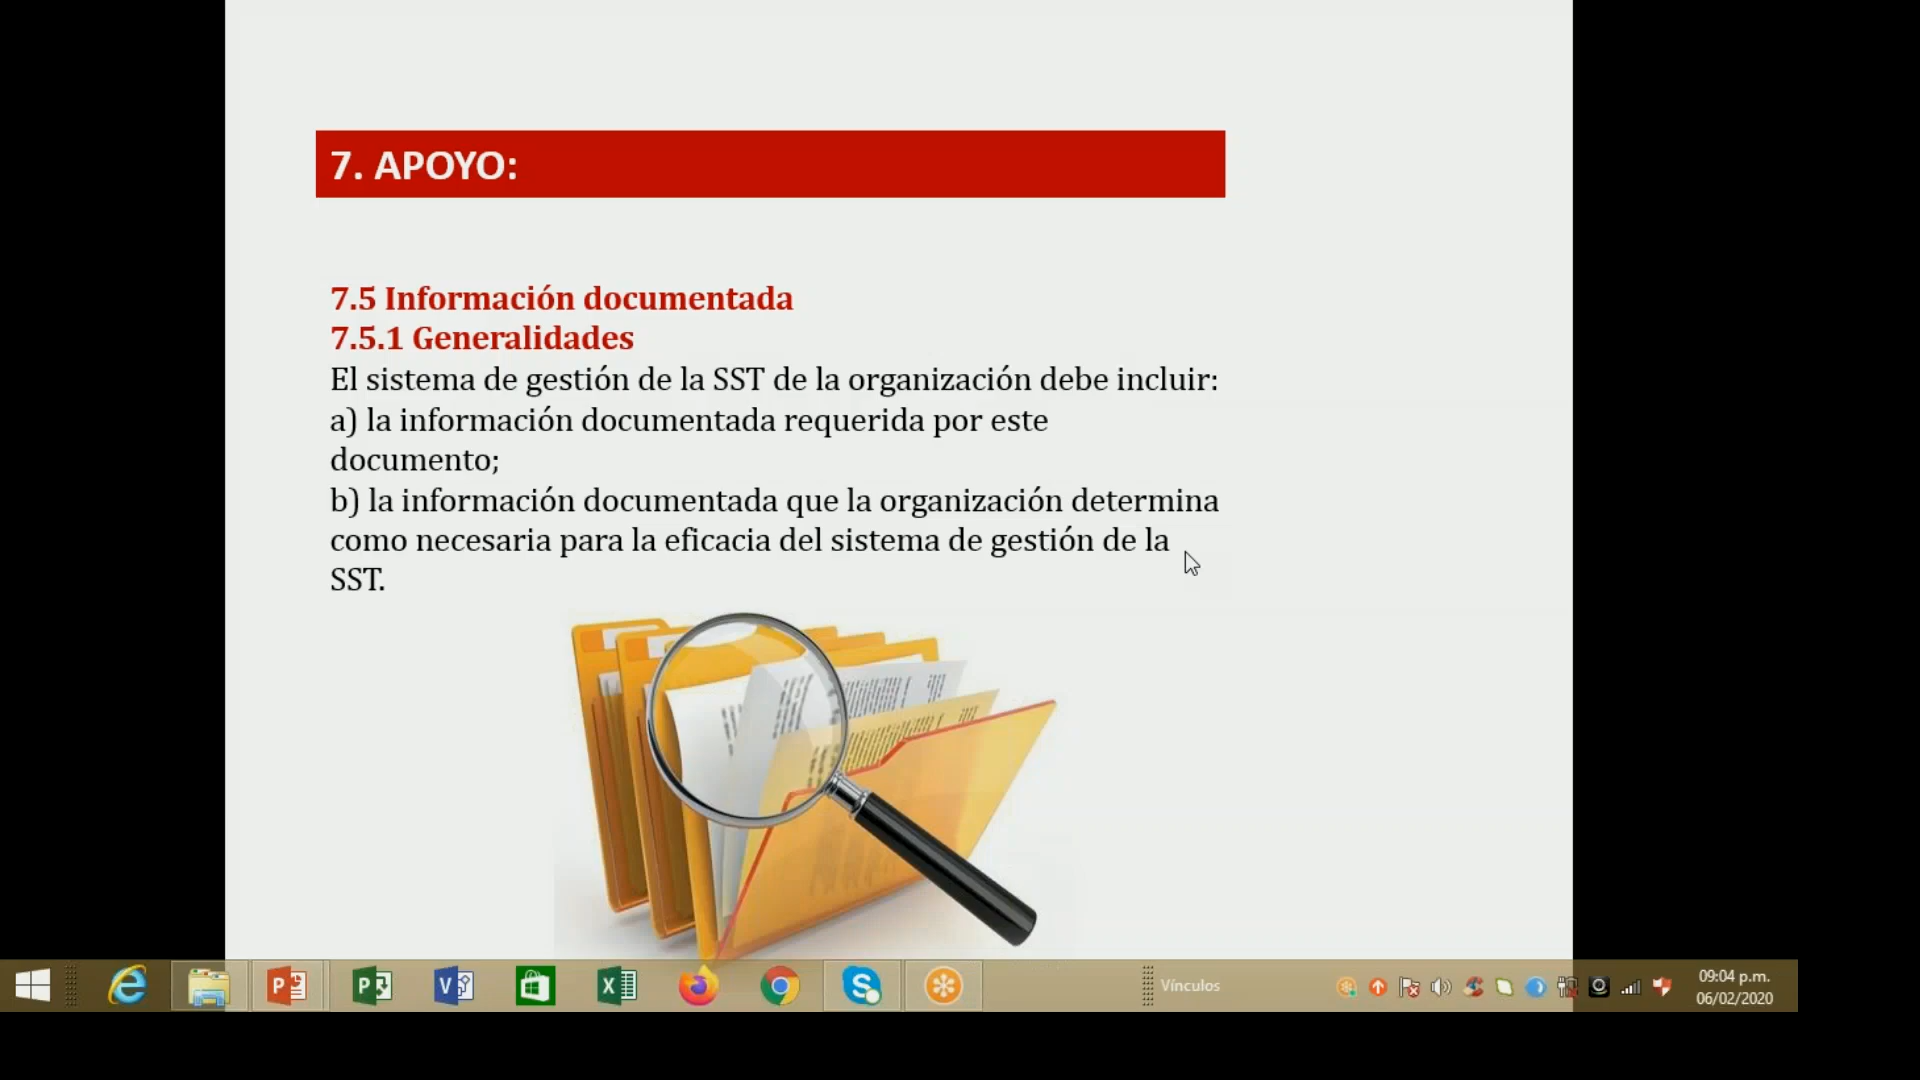 7. APOYO:
7.5 Información documentada
7.5.1 Generalidades
El sistema de gestión de la SST de la organización debe incluir:
a) la información documentada requerida por este
documento;
b) la información documentada que la organización determina
como necesaria para la eficacia del sistema de gestión de la
SST.
Vínculos
09:04 p.m.
06/02/2020